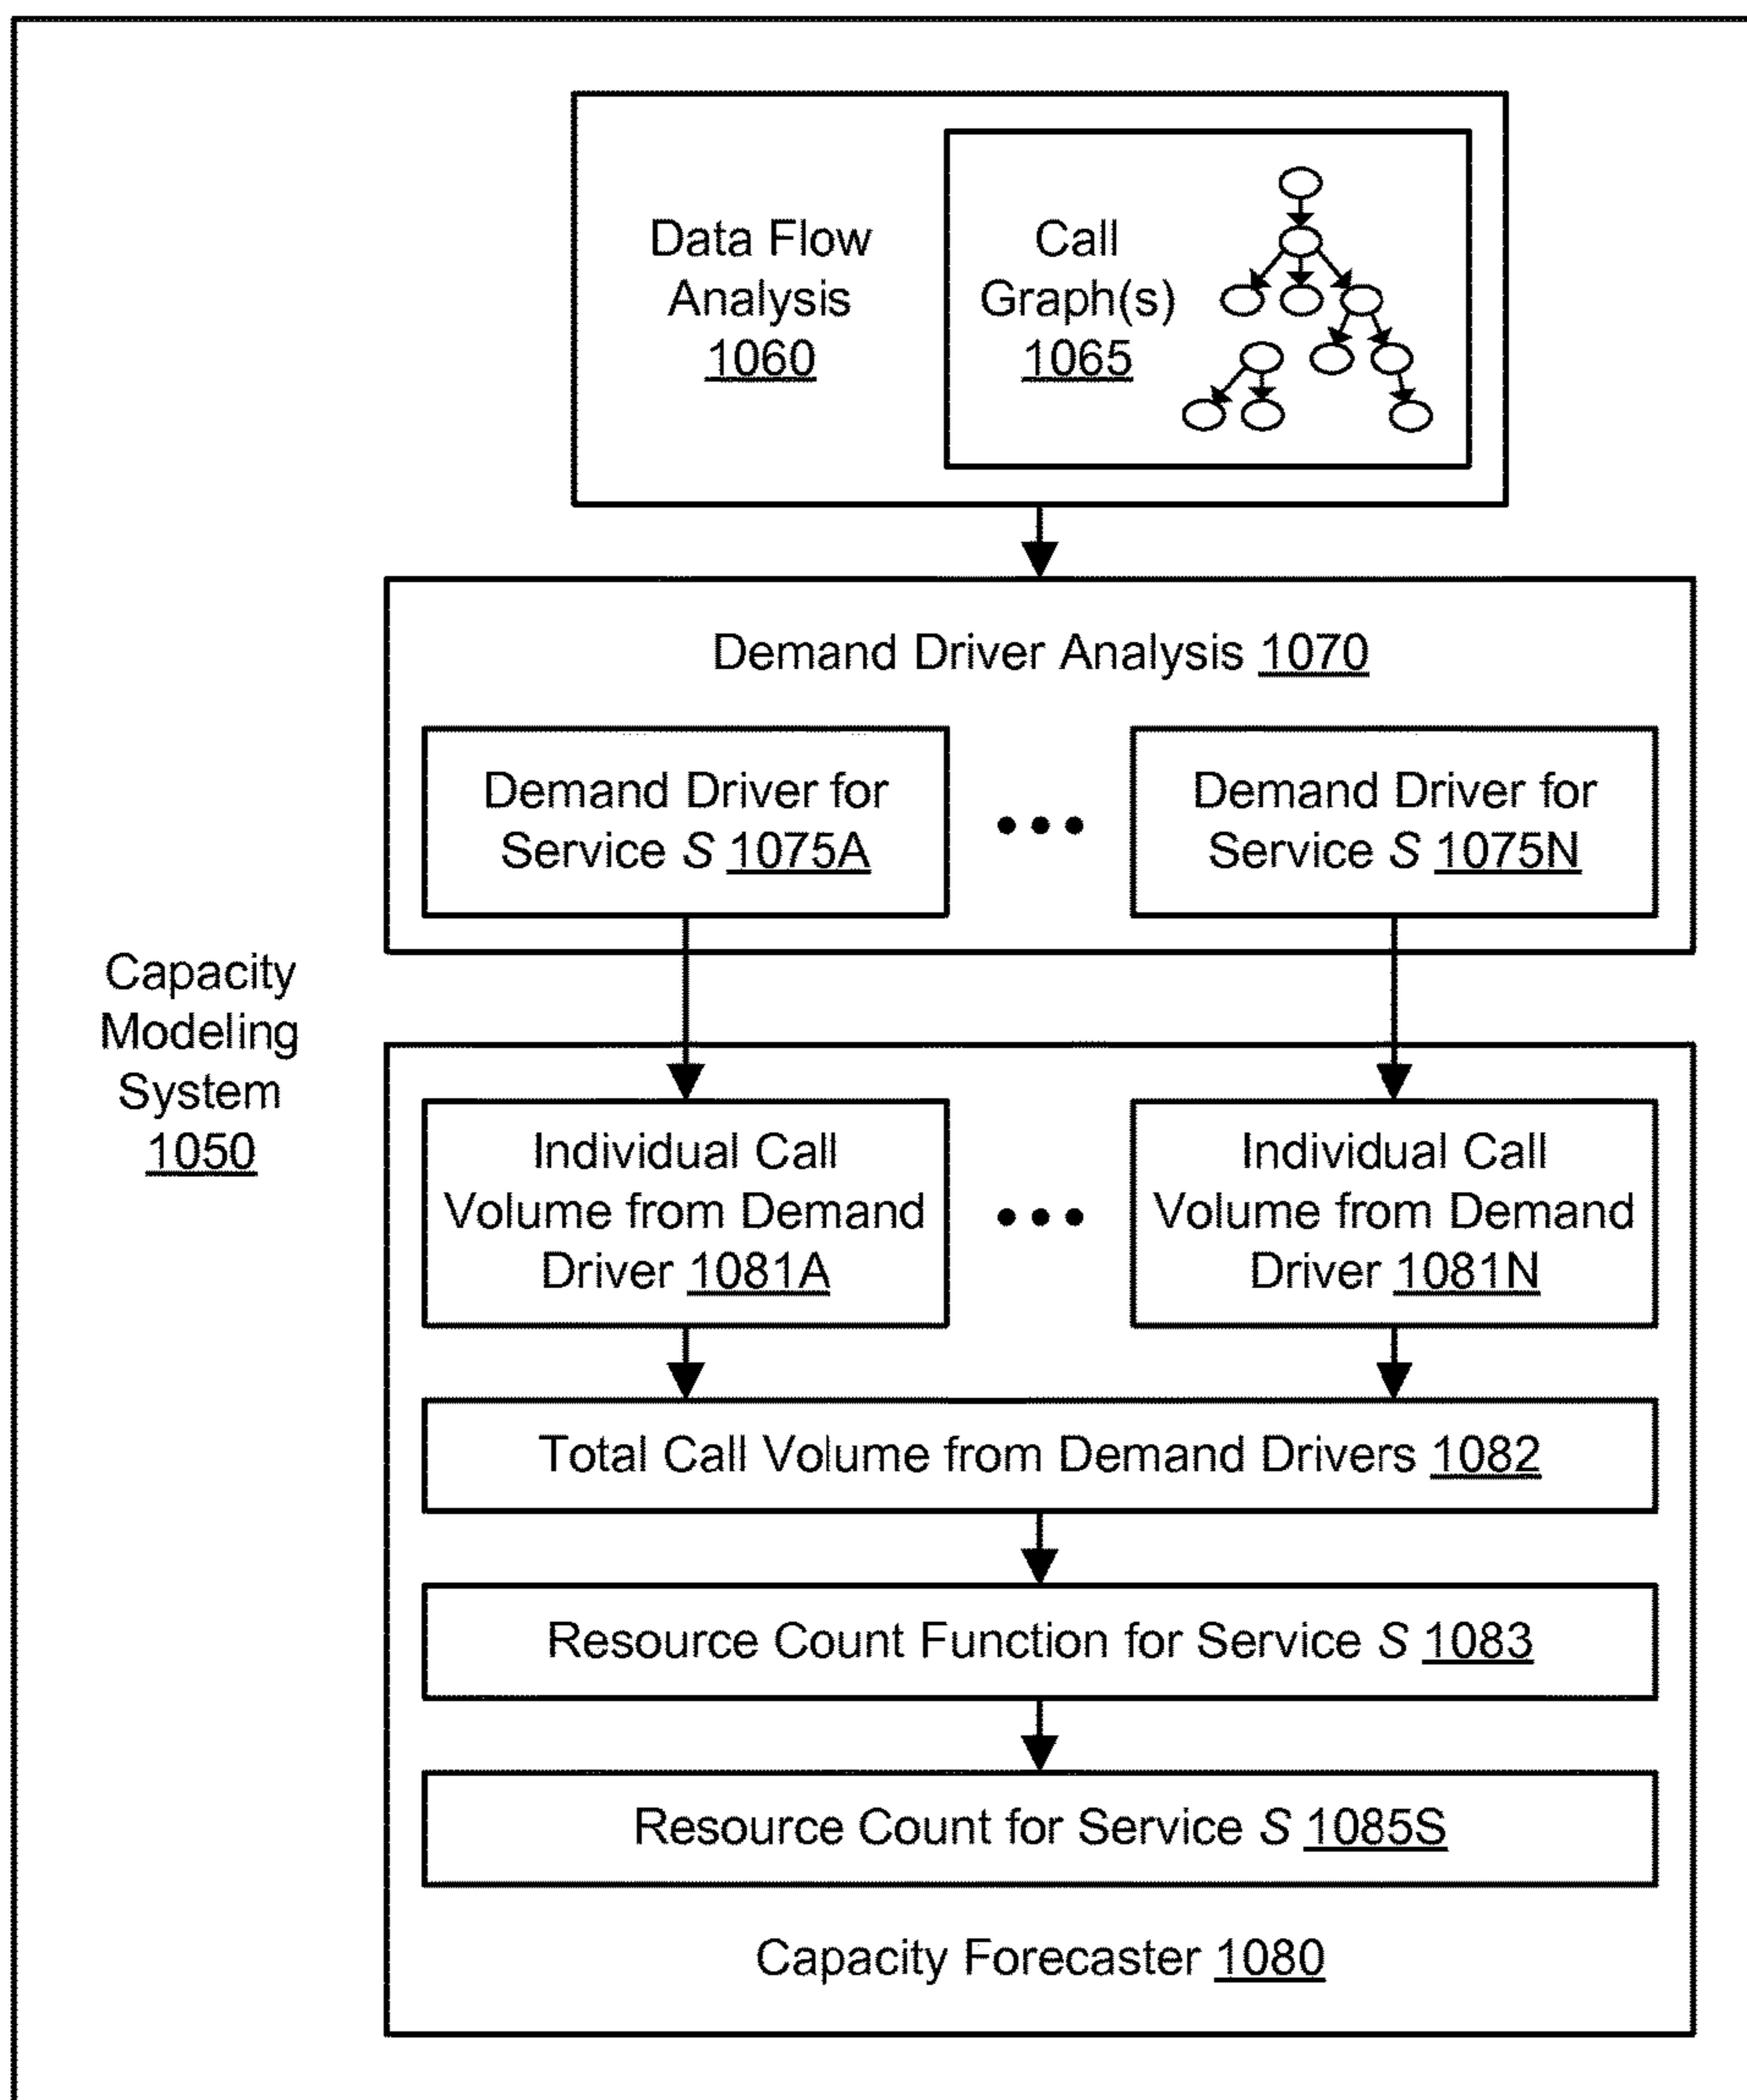 Data Flow
Analysis
1060
Call
Graph(s)
1065
Demand Driver Analysis 1070
Demand Driver for
Service S 1075A
Demand Driver for
Service S 1075N
Capacity
Modeling
System
1050
Individual Call
Volume from Demand
Driver 1081A
Individual Call
Volume from Demand
Driver 1081N
Total Call Volume from Demand Drivers 1082
Resource Count Function for Service S 1083
Resource Count for Service S 1085S
Capacity Forecaster 1080